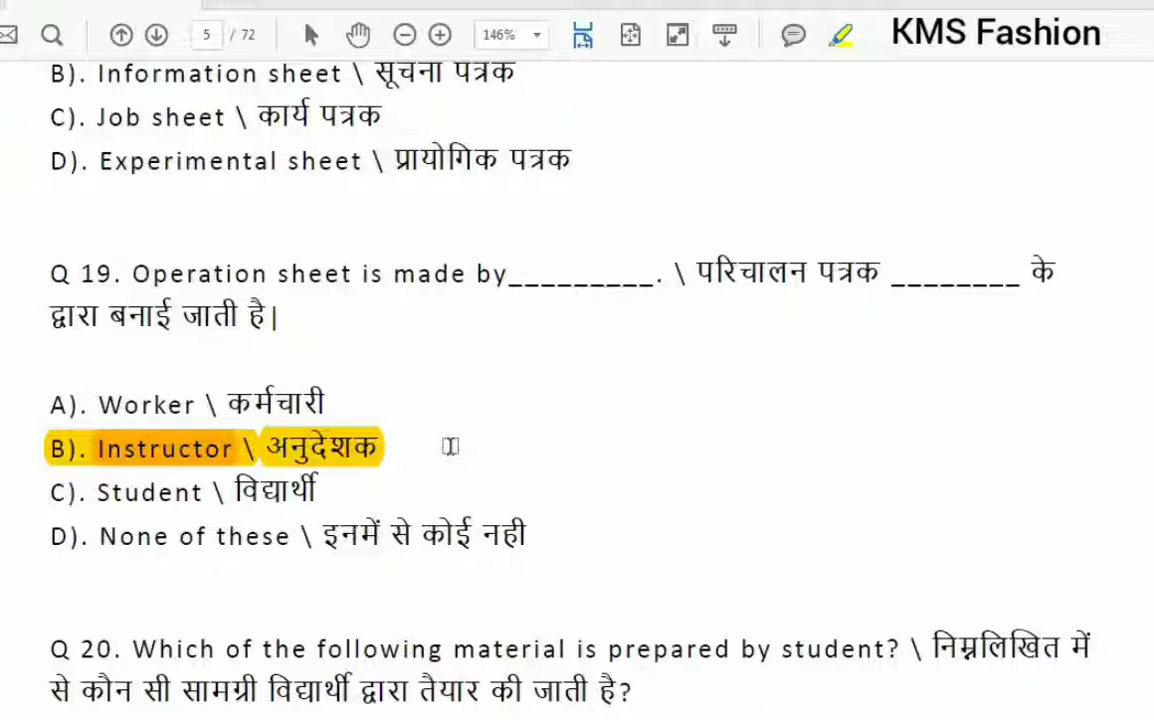 5 / 72 146% KMS Fashion
B). Information sheet \ सूचना पत्रक
C). Job sheet \ कार्य पत्रक
D). Experimental sheet \ प्रायोगिक पत्रक
Q 19. Operation sheet is made by_________. \ परिचालन पत्रक ________ के
द्वारा बनाई जाती है|
A). Worker \ कर्मचारी
B). Instructor \ अनुदेशक
C). Student \ विद्यार्थी
D). None of these \ इनमें से कोई नही
Q 20. Which of the following material is prepared by student? \ निम्नलिखित में
से कौन सी सामग्री विद्यार्थी द्वारा तैयार की जाती है?